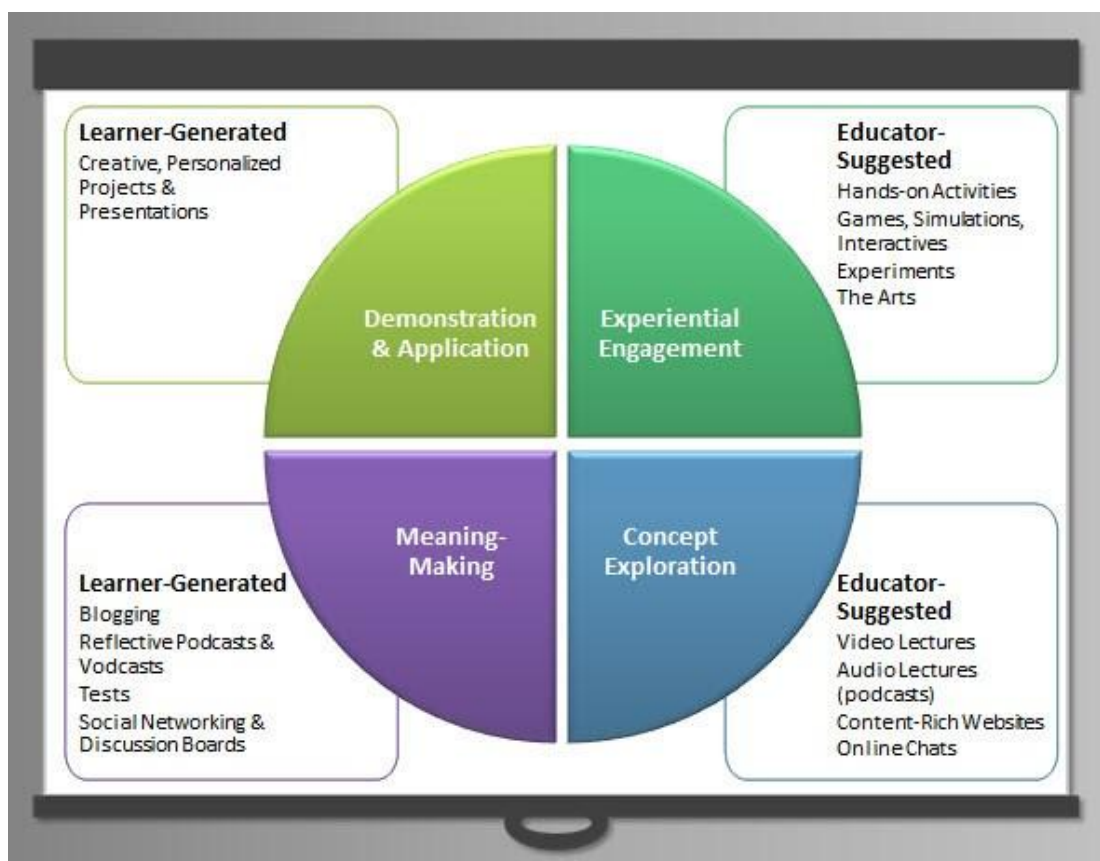 Learner-Generated
Creative, Personalized
Projects &
Presentations
Educator-
Suggested
Hands-on Activities
Games, Simulations,
Interactives
Experiments
The Arts
Demonstration
& Application
Experiential
Engagement
Meaning-
Making
Concept
Exploration
Learner-Generated
Blogging
Reflective Podcasts &
Vodcasts
Tests
Social Networking &
Discussion Boards
Educator-
Suggested
Video Lectures
Audio Lectures
(podcasts)
Content-Rich Websites
Online Chats